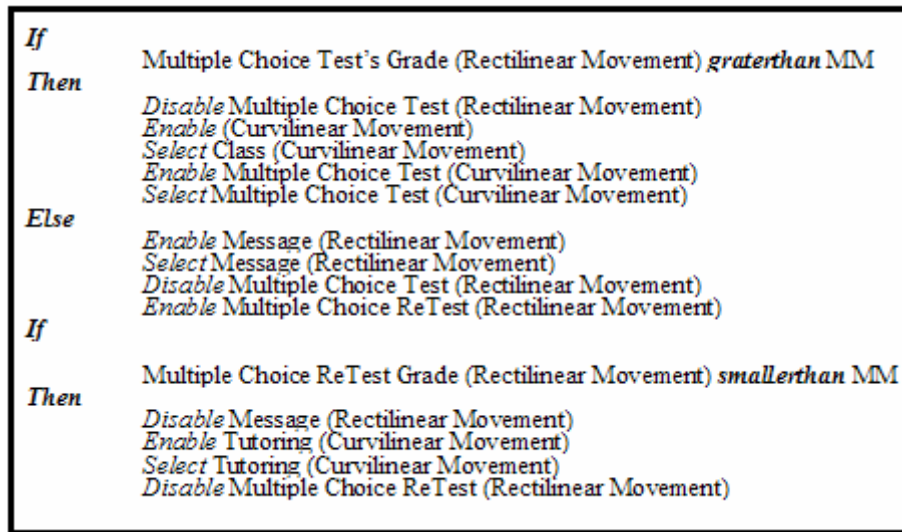 If
Multiple Choice Test's Grade (Rectilinear Movement) graterthan MM
Then
Disable Multiple Choice Test (Rectilinear Movement)
Enable (Curvilinear Movement)
Select Class (Curvilinear Movement)
Enable Multiple Choice Test (Curvilinear Movement)
Select Multiple Choice Test (Curvilinear Movement)
Else
Enable Message (Rectilinear Movement)
Select Message (Rectilinear Movement)
Disable Multiple Choice Test (Rectilinear Movement)
Enable Multiple Choice ReTest (Rectilinear Movement)
If
Multiple Choice ReTest Grade (Rectilinear Movement) smallerthan MM
Then
Disable Message (Rectilinear Movement)
Enable Tutoring (Curvilinear Movement)
Select Tutoring (Curvilinear Movement)
Disable Multiple Choice ReTest (Rectilinear Movement)